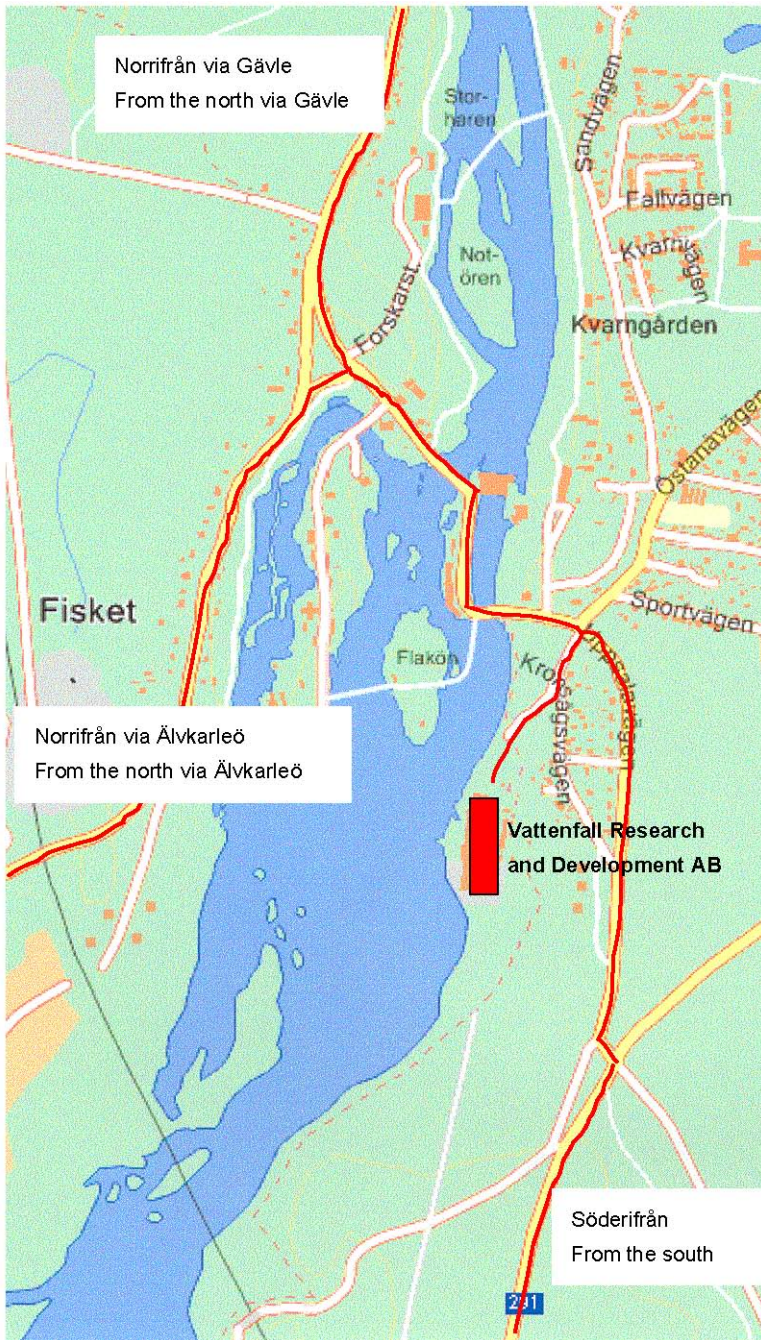 Norrifrån via Gävle
From the north via Gävle
Stor-
haren
Sandvägen
Fallvägen
Kvarnvägen
Not-
ören
Forskarst.
Kvarngården
Östanåvägen
Fisket
Sportvägen
Flakön
Uppsalavägen
Kronsågsvägen
Norrifrån via Älvkarleö
From the north via Älvkarleö
Vattenfall Research
and Development AB
Söderifrån
From the south